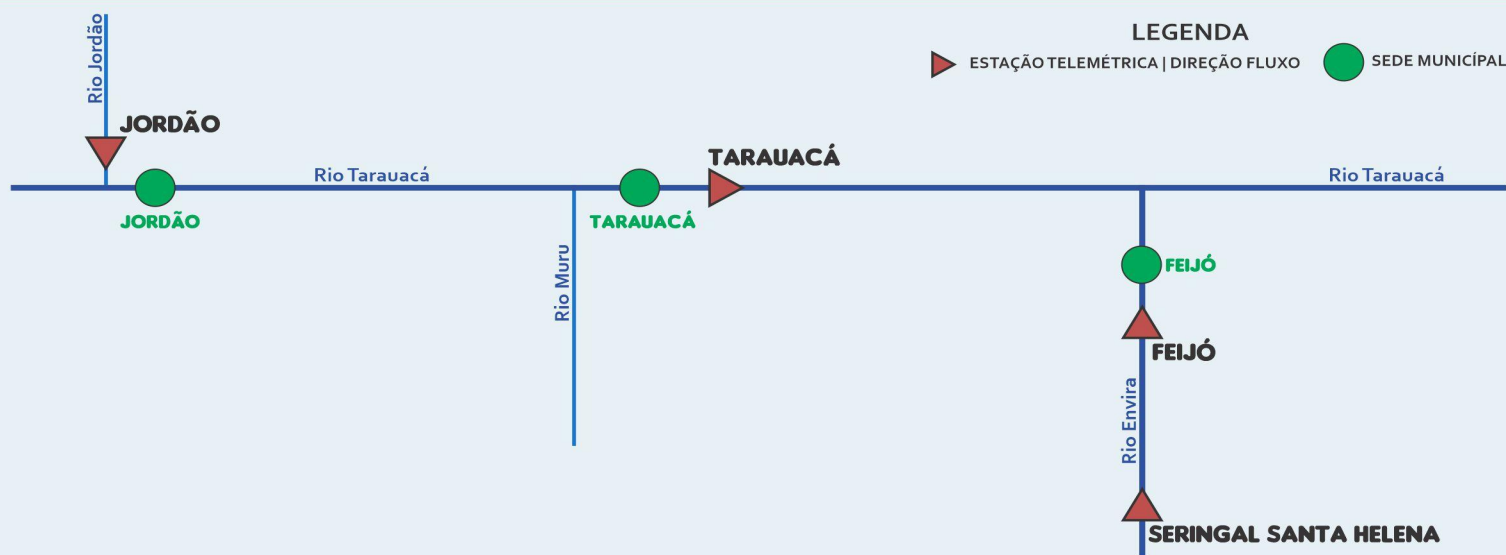 LEGENDA
ESTAÇÃO TELEMÉTRICA | DIREÇÃO FLUXO
SEDE MUNICÍPAL
Rio Jordão
JORDÃO
JORDÃO
Rio Tarauacá
TARAUACÁ
TARAUACÁ
Rio Muru
Rio Tarauacá
FEIJÓ
FEIJÓ
Rio Envira
SERINGAL SANTA HELENA